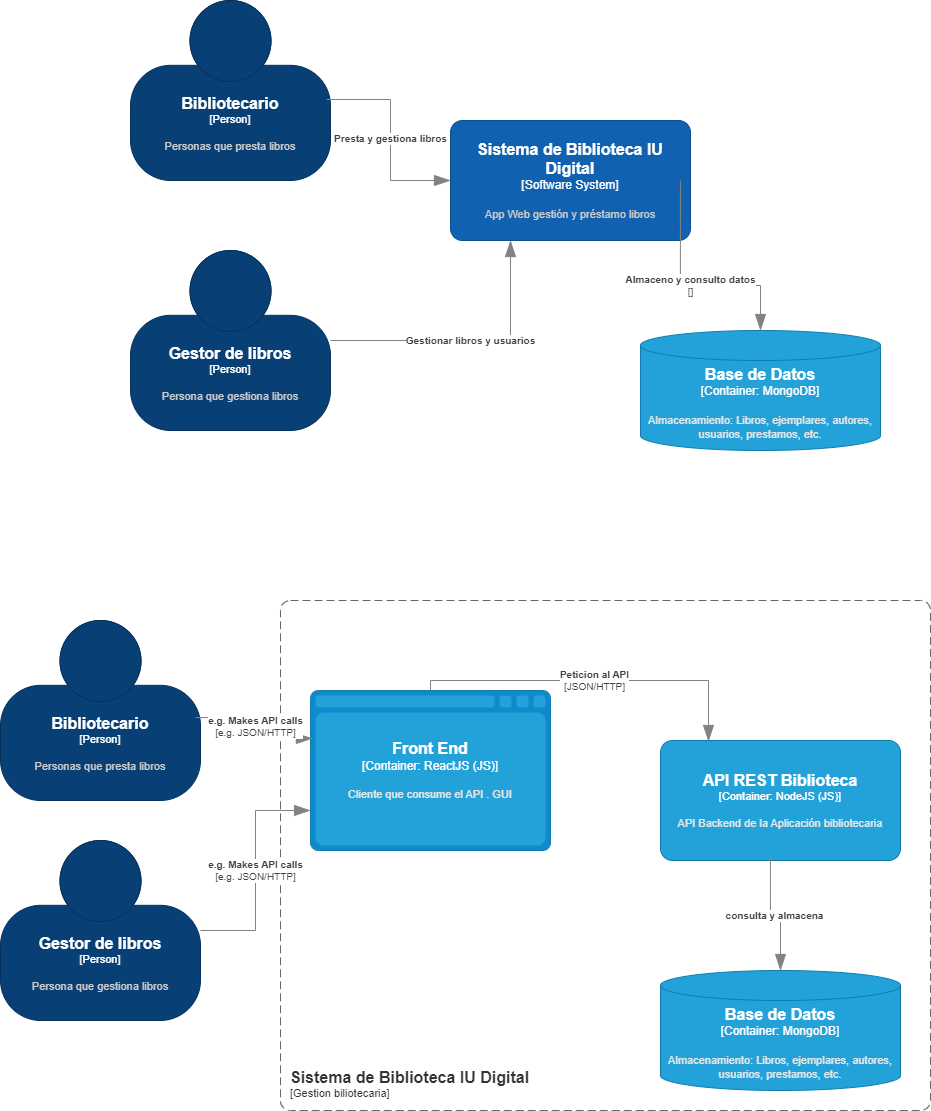 Bibliotecario
[Person]
Personas que presta libros
Presta y gestiona libros
Sistema de Biblioteca IU
Digital
[Software System]
App Web gestión y préstamo libros
Gestor de libros
[Person]
Persona que gestiona libros
Gestionar libros y usuarios
Almaceno y consulto datos
[]
Base de Datos
[Container: MongoDB]
Almacenamiento: Libros, ejemplares, autores,
usuarios, prestamos, etc.
Bibliotecario
[Person]
Personas que presta libros
e.g. Makes API calls
[e.g. JSON/HTTP]
Gestor de libros
[Person]
Persona que gestiona libros
e.g. Makes API calls
[e.g. JSON/HTTP]
Front End
[Container: ReactJS (JS)]
Cliente que consume el API . GUI
Peticion al API
[JSON/HTTP]
API REST Biblioteca
[Container: NodeJS (JS)]
API Backend de la Aplicación bibliotecaria
consulta y almacena
Base de Datos
[Container: MongoDB]
Almacenamiento: Libros, ejemplares, autores,
usuarios, prestamos, etc.
Sistema de Biblioteca IU Digital
[Gestion biliotecaria]